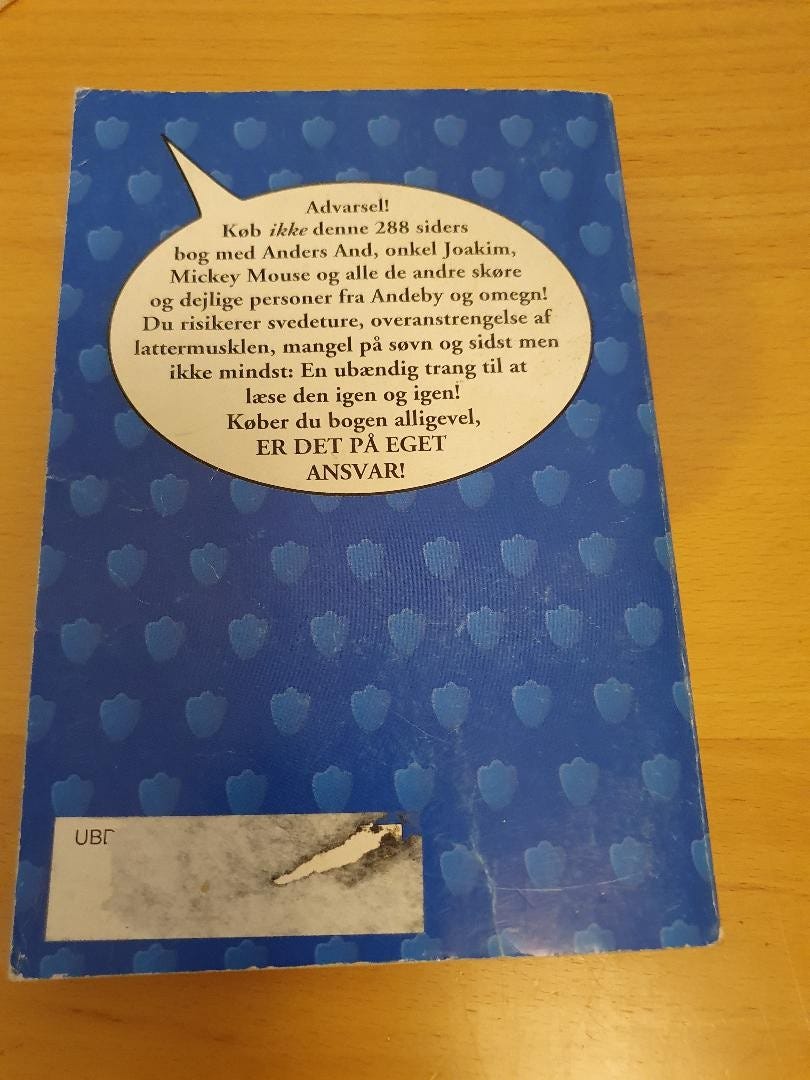 Advarsel!
Køb ikke denne 288 siders
bog med Anders And, onkel Joakim,
Mickey Mouse og alle de andre skøre
og dejlige personer fra Andeby og omegn!
Du risikerer svedeture, overanstrengelse af
lattermusklen, mangel på søvn og sidst men
ikke mindst: En ubændig trang til at
læse den igen og igen!
Køber du bogen alligevel,
ER DET PÅ EGET
ANSVAR!